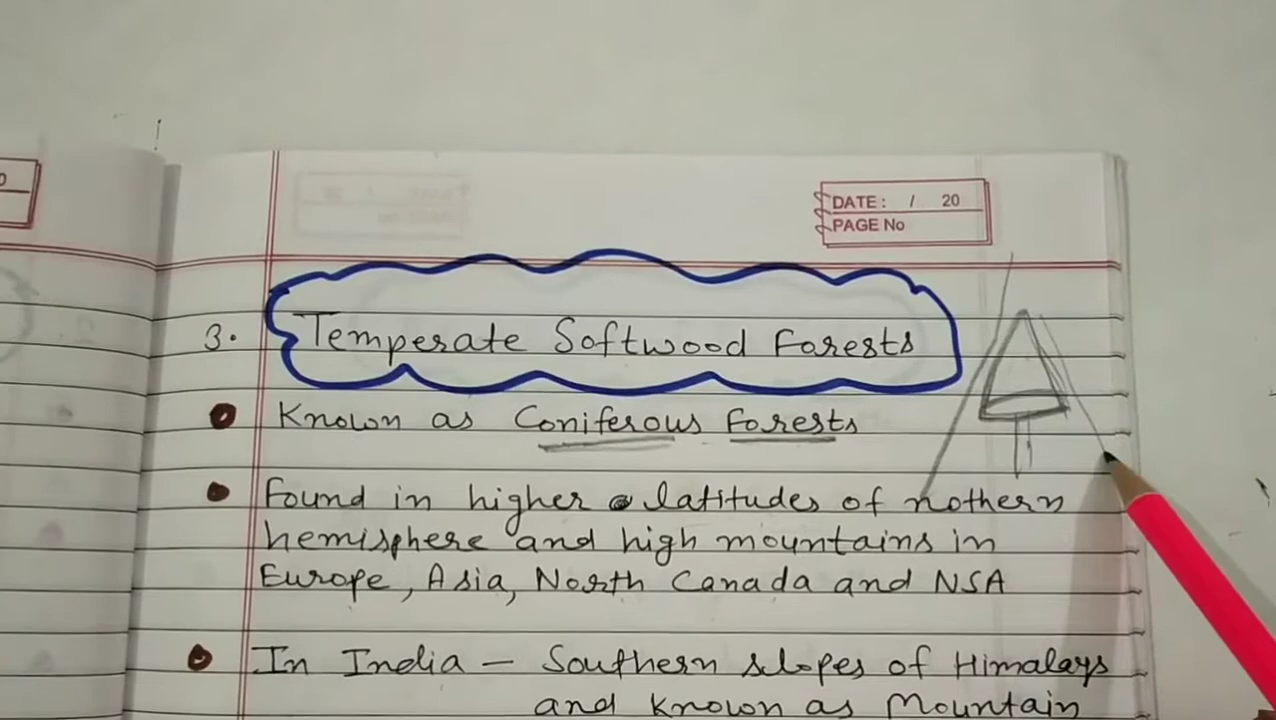 DATE : / 20
PAGE No
3. Temperate Softwood Forests
Known as Coniferous Forests
Found in higher latitudes of nothern
hemisphere and high mountains in
Europe, Asia, North Canada and NSA
In India – Southern slopes of Himalays
and known as Mountain